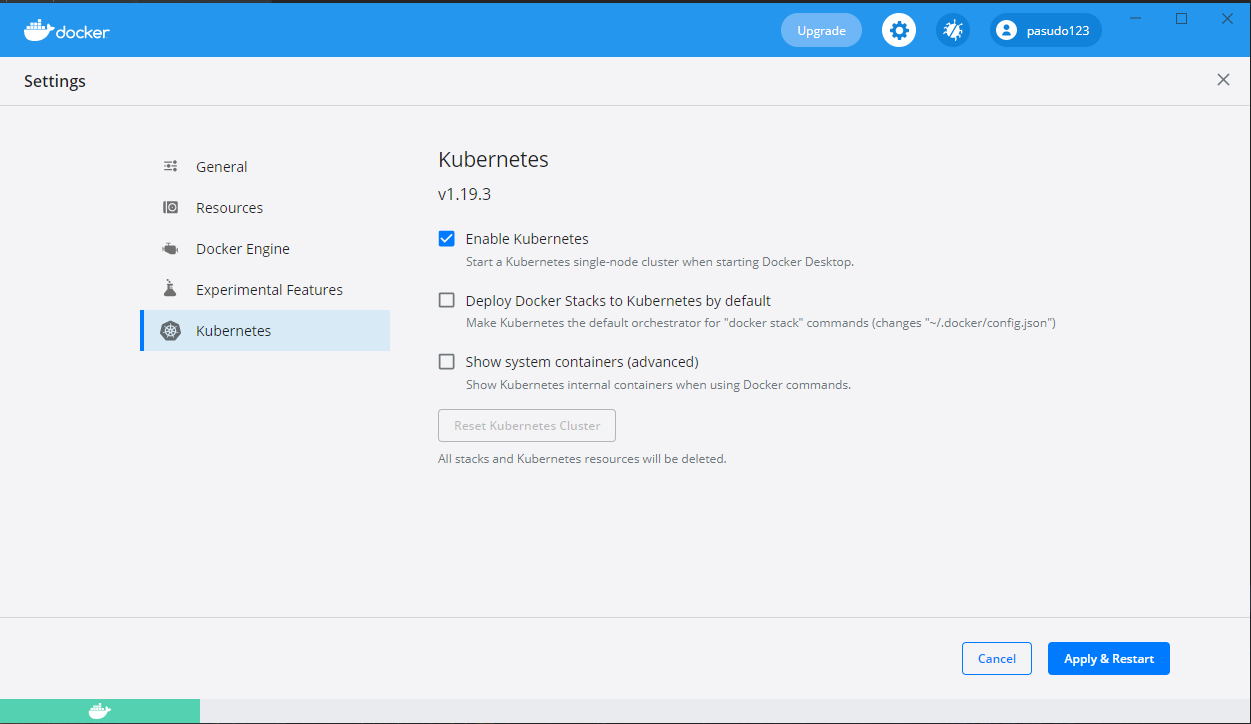 docker
Upgrade
pasudo123
Settings
General
Resources
Docker Engine
Experimental Features
Kubernetes
Kubernetes
v1.19.3
Enable Kubernetes
Start a Kubernetes single-node cluster when starting Docker Desktop.
Deploy Docker Stacks to Kubernetes by default
Make Kubernetes the default orchestrator for "docker stack" commands (changes "~/.docker/config.json")
Show system containers (advanced)
Show Kubernetes internal containers when using Docker commands.
Reset Kubernetes Cluster
All stacks and Kubernetes resources will be deleted.
Cancel
Apply & Restart